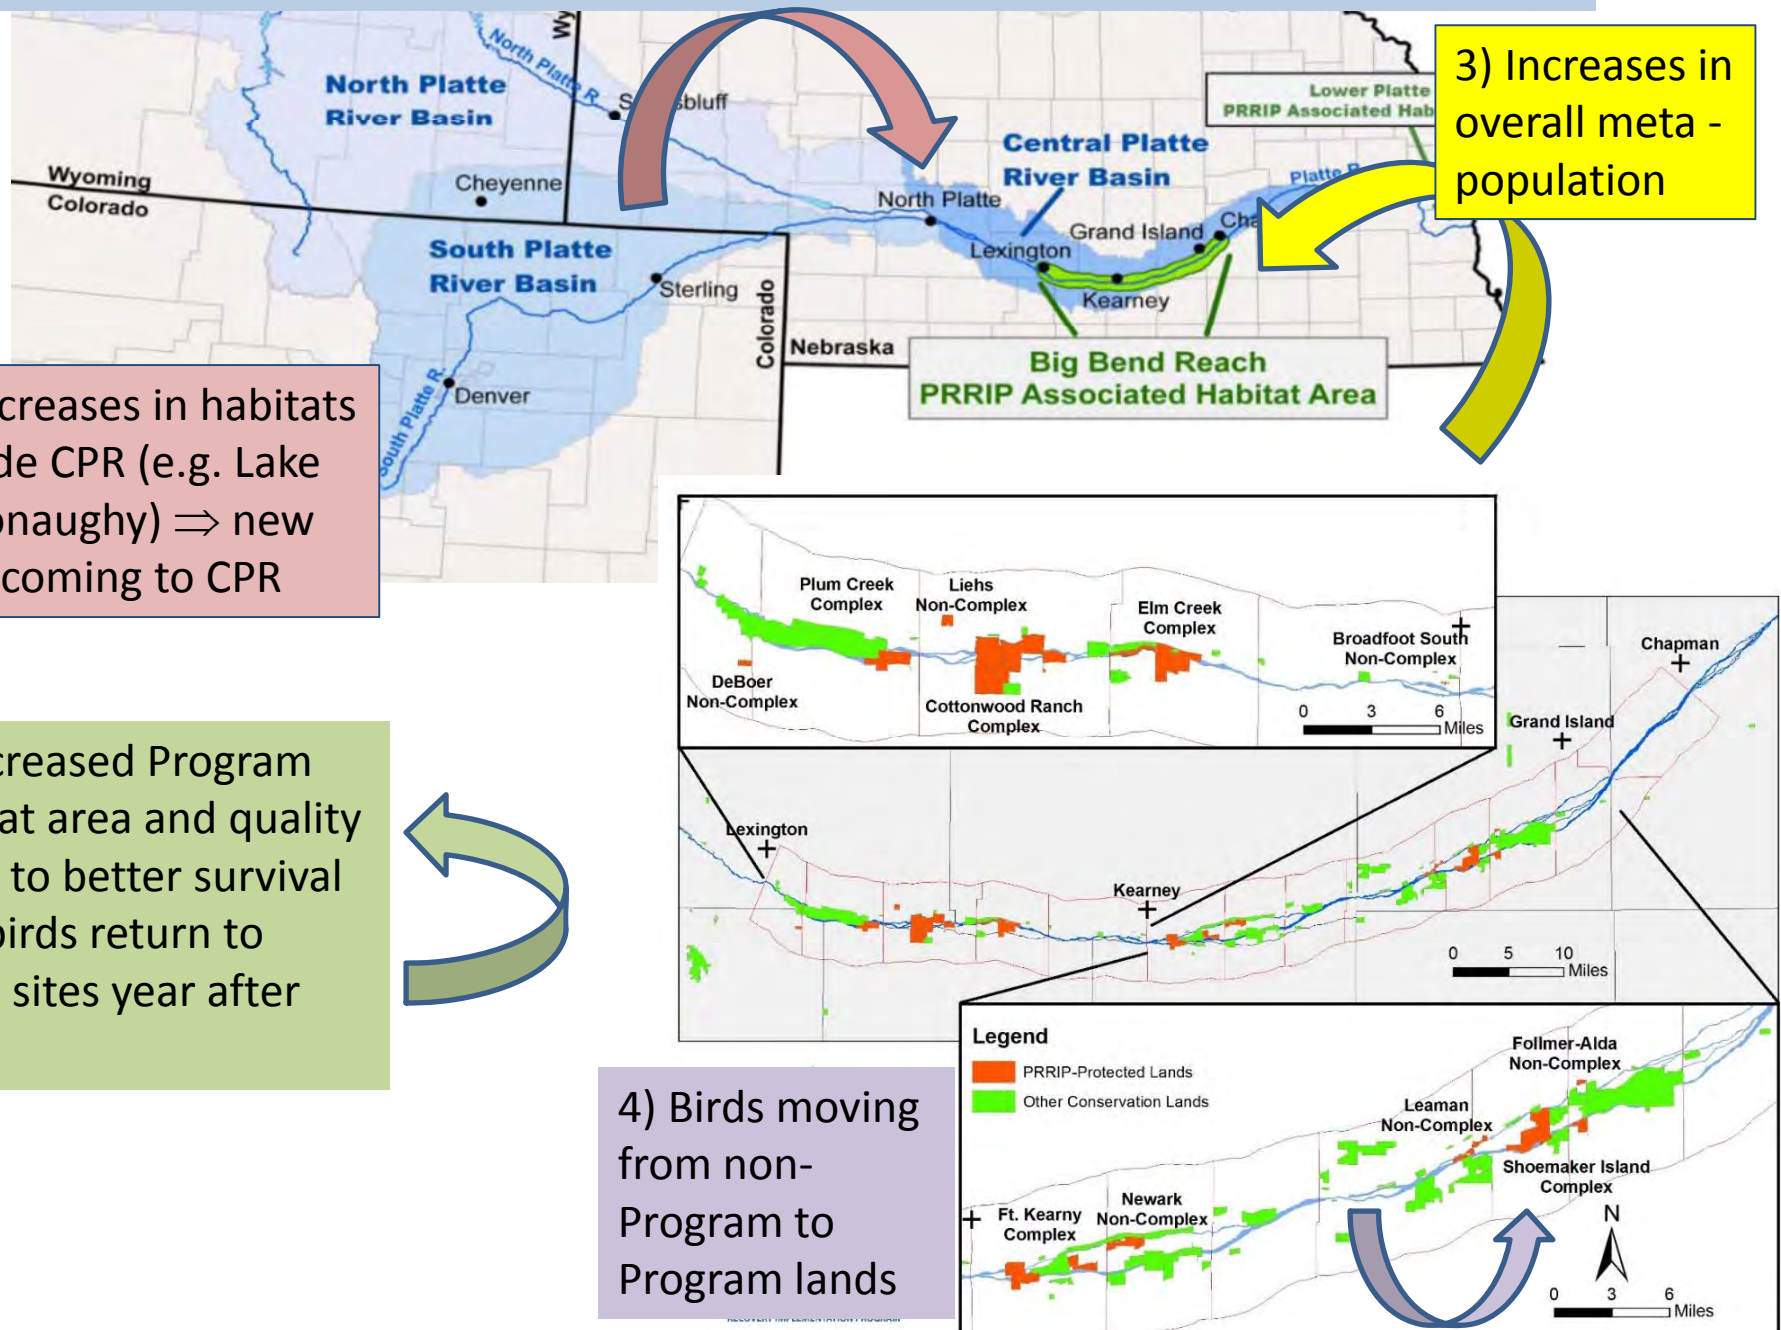 North Platte
River Basin
North Platte R.
Wyoming
Colorado
Cheyenne
North Platte
Central Platte
River Basin
Lower Platte
PRRIP Associated
Platte R.
3) Increases in
overall meta -
population
South Platte
River Basin
Sterling
Lexington
Grand Island
Kearney
Colorado
Nebraska
Denver
South Platte R.
Big Bend Reach
PRRIP Associated Habitat Area
creases in habitats
de CPR (e.g. Lake
onaughy) ⇒ new
coming to CPR
Plum Creek
Complex
Liehs
Non-Complex
Elm Creek
Complex
Broadfoot South
Non-Complex
DeBoer
Non-Complex
Cottonwood Ranch
Complex
0 3 6
Miles
Chapman
Grand Island
Lexington
Kearney
0 5 10
Miles
creased Program
at area and quality
to better survival
birds return to
sites year after
4) Birds moving
from non-
Program to
Program lands
Legend
PRRIP-Protected Lands
Other Conservation Lands
Follmer-Alda
Non-Complex
Leaman
Non-Complex
Shoemaker Island
Complex
Newark
Non-Complex
Ft. Kearny
Complex
N
0 3 6
Miles
RECOVERY IMPLEMENTATION PROGRAM